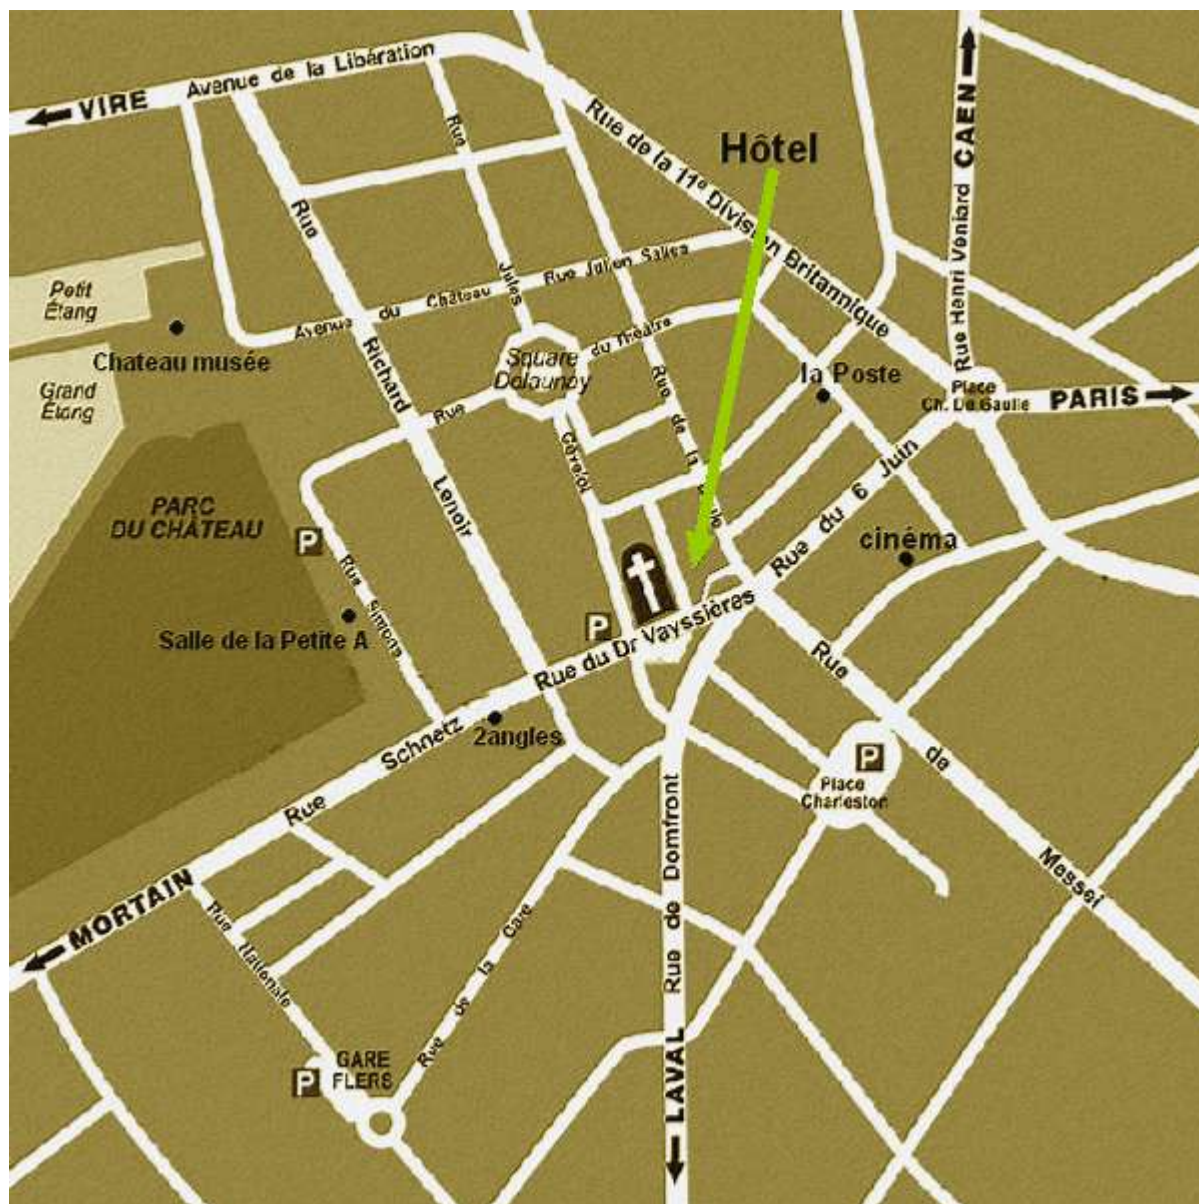 VIRE
Avenue de la Libération
Rue de la 11e Division Britannique
Hôtel
CAEN
Rue Henri Veniard
Rue Jules Gévelot
Rue Richard Lenoir
Petit
Étang
Chateau musée
Avenue du Château
Rue Julien Salles
Grand
Étang
Square
Delaunay
Rue du Théâtre
Rue de la
la Poste
Place
Ch. De Gaulle
PARIS
PARC
DU CHÂTEAU
P
Rue Simons
Rue du 6 Juin
cinéma
Salle de la Petite A
P
Rue du Dr Vayssières
2angles
Rue Schnetz
Rue de Messei
P
Place
Charleston
MORTAIN
Rue Nationale
Rue de la Gare
Rue de Domfront
P
GARE
FLERS
LAVAL